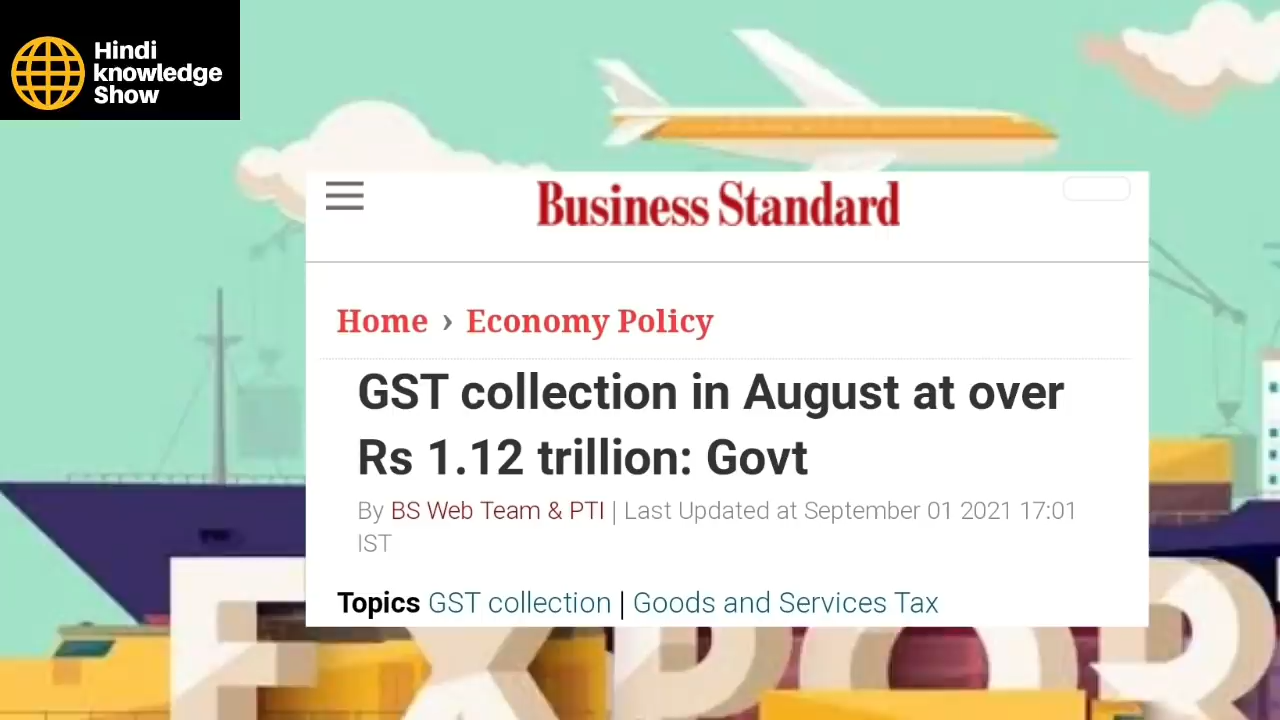 Hindi
knowledge
Show
Business Standard
Home › Economy Policy
GST collection in August at over
Rs 1.12 trillion: Govt
By BS Web Team & PTI | Last Updated at September 01 2021 17:01
IST
Topics GST collection | Goods and Services Tax
EXPOR